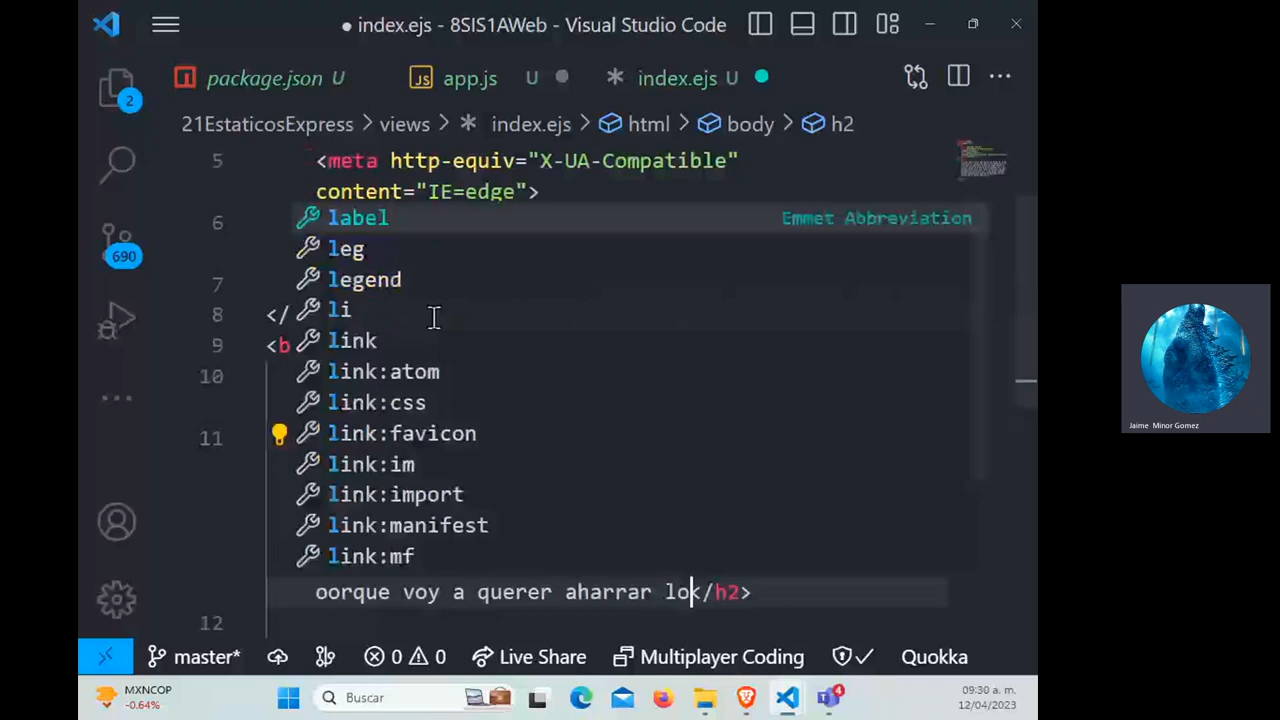 index.ejs - 8SIS1AWeb - Visual Studio Code
package.json U
JS app.js U
index.ejs U
2
21EstaticosExpress > views > index.ejs > html > body > h2
5 <meta http-equiv="X-UA-Compatible"
content="IE=edge">
6 label Emmet Abbreviation
690
leg
7 legend
8 </ li
9 <b link
10 link:atom
link:css
11 link:favicon
link:im
link:import
link:manifest
link:mf
oorque voy a querer aharrar lo</h2>
12
master* 0 0 Live Share Multiplayer Coding Quokka
MXNCOP
-0.64%
Buscar
4
09:30 a. m.
12/04/2023
Jaime Minor Gomez